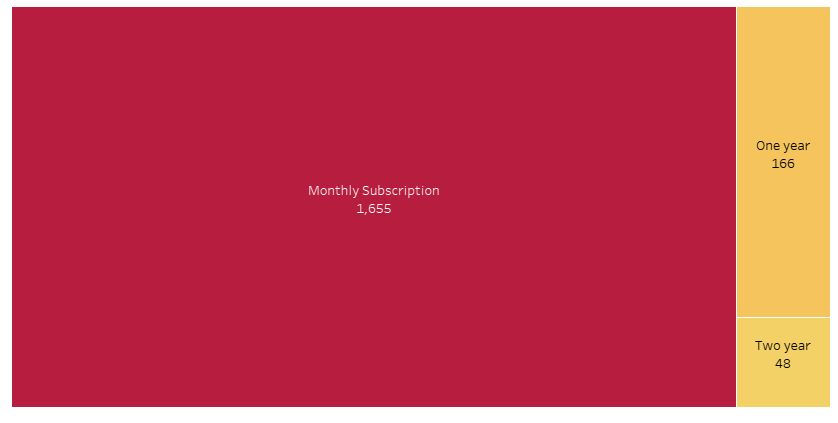 Monthly Subscription
1,655
One year
166
Two year
48